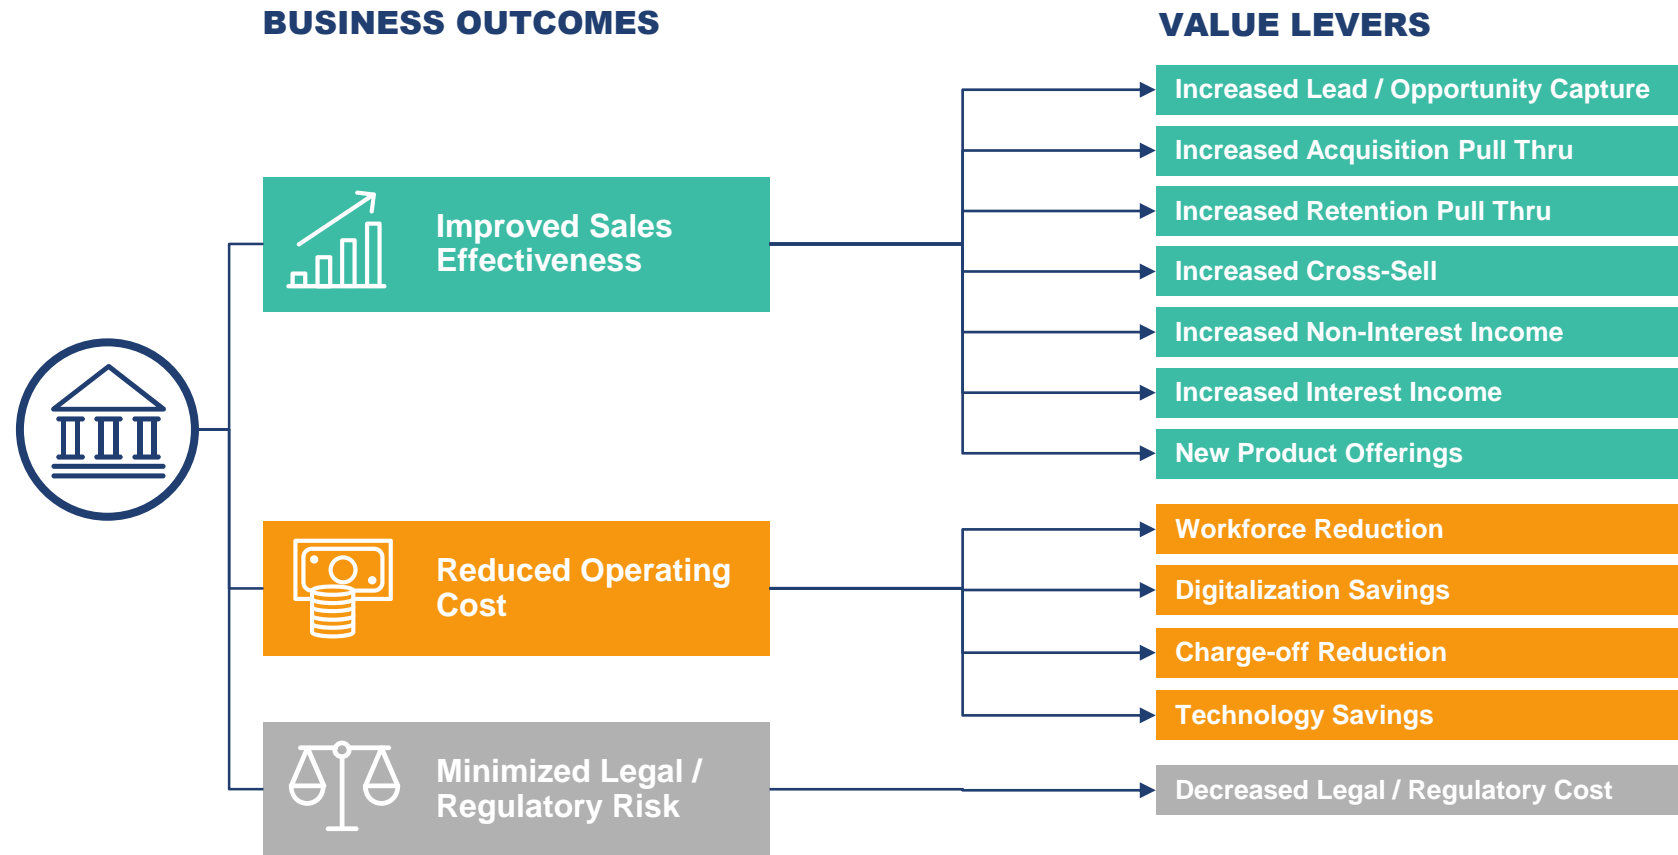 BUSINESS OUTCOMES
VALUE LEVERS
Improved Sales
Effectiveness
Increased Lead / Opportunity Capture
Increased Acquisition Pull Thru
Increased Retention Pull Thru
Increased Cross-Sell
Increased Non-Interest Income
Increased Interest Income
New Product Offerings
Reduced Operating
Cost
Workforce Reduction
Digitalization Savings
Charge-off Reduction
Technology Savings
Minimized Legal /
Regulatory Risk
Decreased Legal / Regulatory Cost